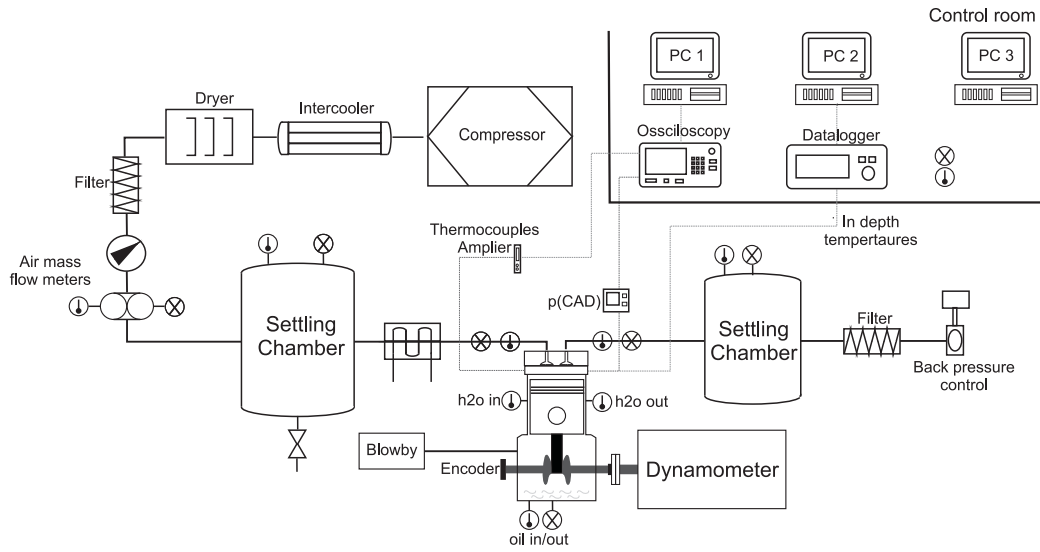 Control room
PC 1
PC 2
PC 3
Dryer
Intercooler
Compressor
Ossciloscopy
Datalogger
Filter
Thermocouples
Amplier
In depth
tempertaures
Air mass
flow meters
p(CAD)
Settling
Chamber
Settling
Chamber
Filter
Back pressure
control
h2o in
h2o out
Blowby
Encoder
Dynamometer
oil in/out